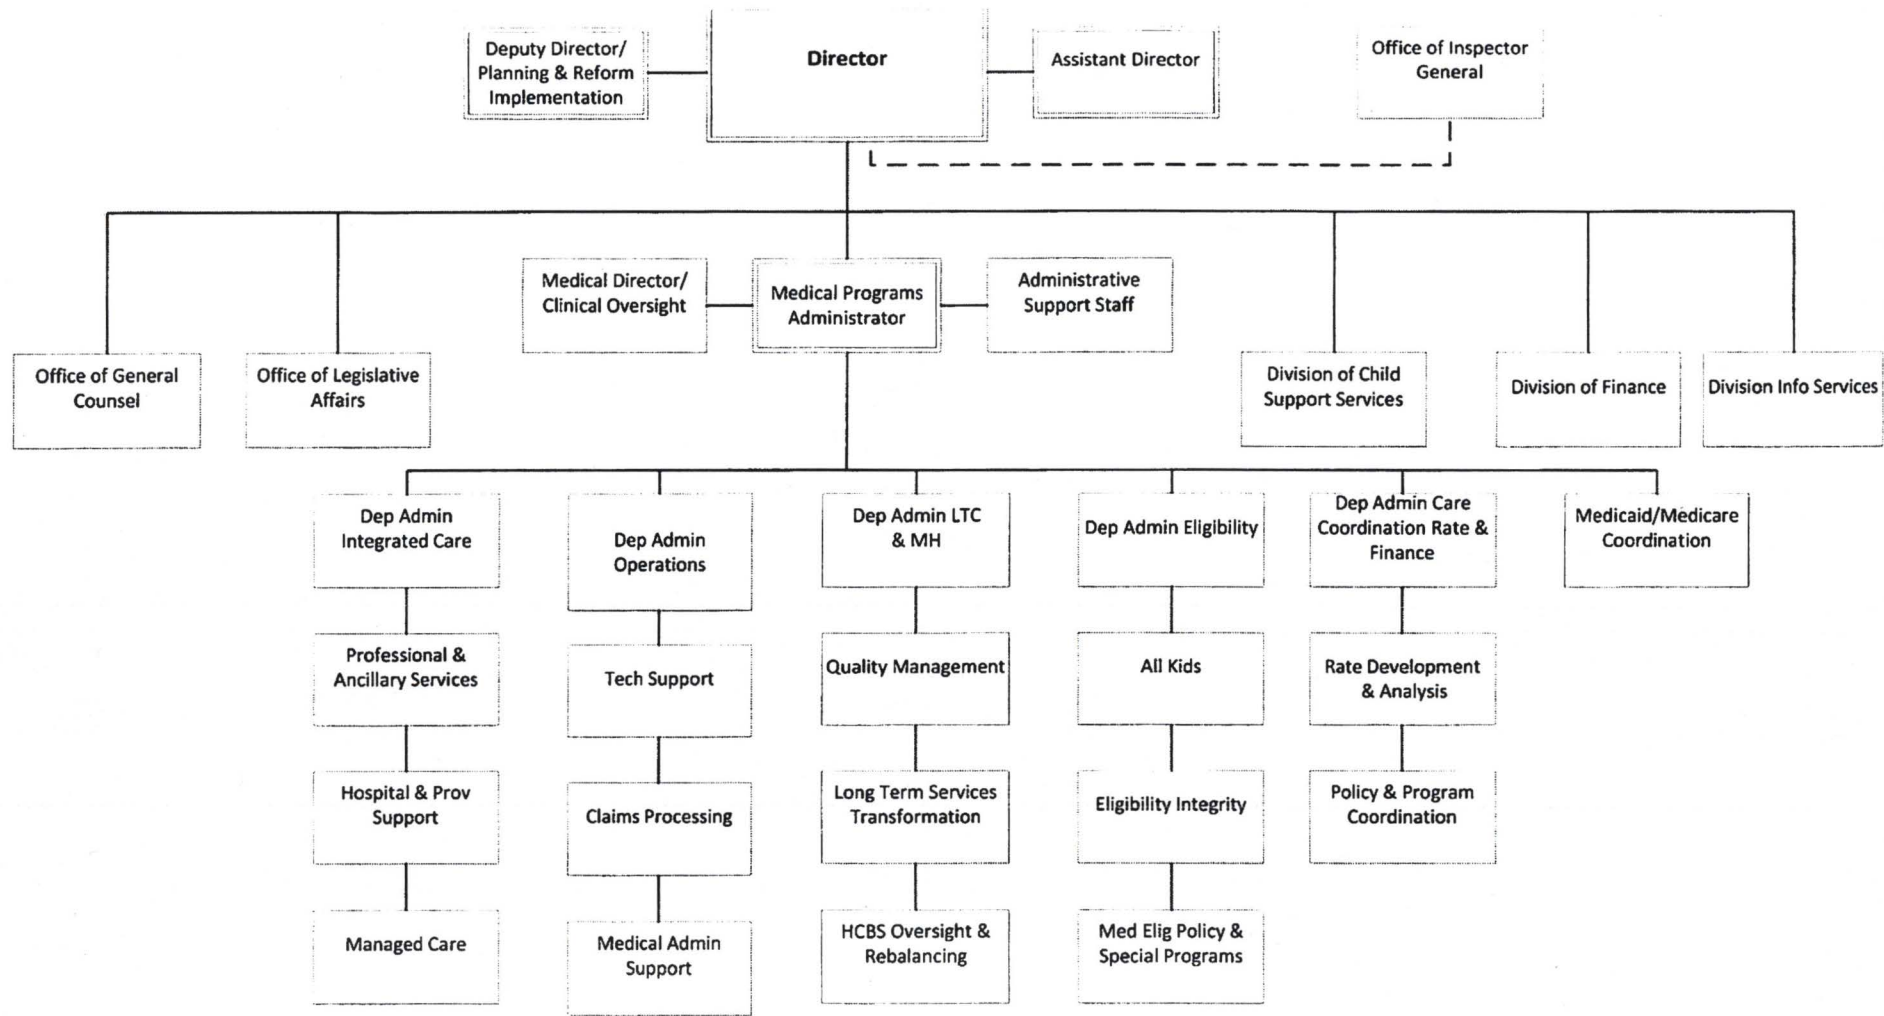 Deputy Director/
Planning & Reform
Implementation
Director
Assistant Director
Office of Inspector
General
Medical Director/
Clinical Oversight
Medical Programs
Administrator
Administrative
Support Staff
Office of General
Counsel
Office of Legislative
Affairs
Division of Child
Support Services
Division of Finance
Division Info Services
Dep Admin
Integrated Care
Dep Admin
Operations
Dep Admin LTC
& MH
Dep Admin Eligibility
Dep Admin Care
Coordination Rate &
Finance
Medicaid/Medicare
Coordination
Professional &
Ancillary Services
Tech Support
Quality Management
All Kids
Rate Development
& Analysis
Hospital & Prov
Support
Claims Processing
Long Term Services
Transformation
Eligibility Integrity
Policy & Program
Coordination
Managed Care
Medical Admin
Support
HCBS Oversight &
Rebalancing
Med Elig Policy &
Special Programs